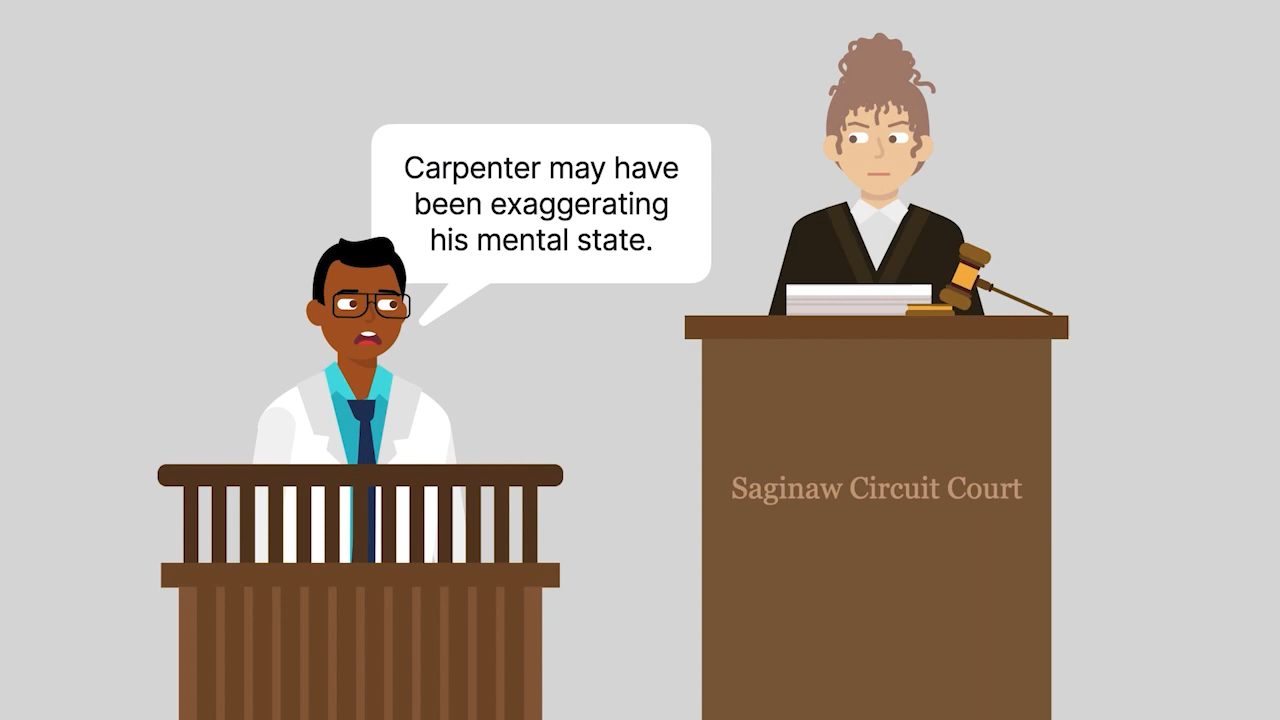 Carpenter may have
been exaggerating
his mental state.
Saginaw Circuit Court